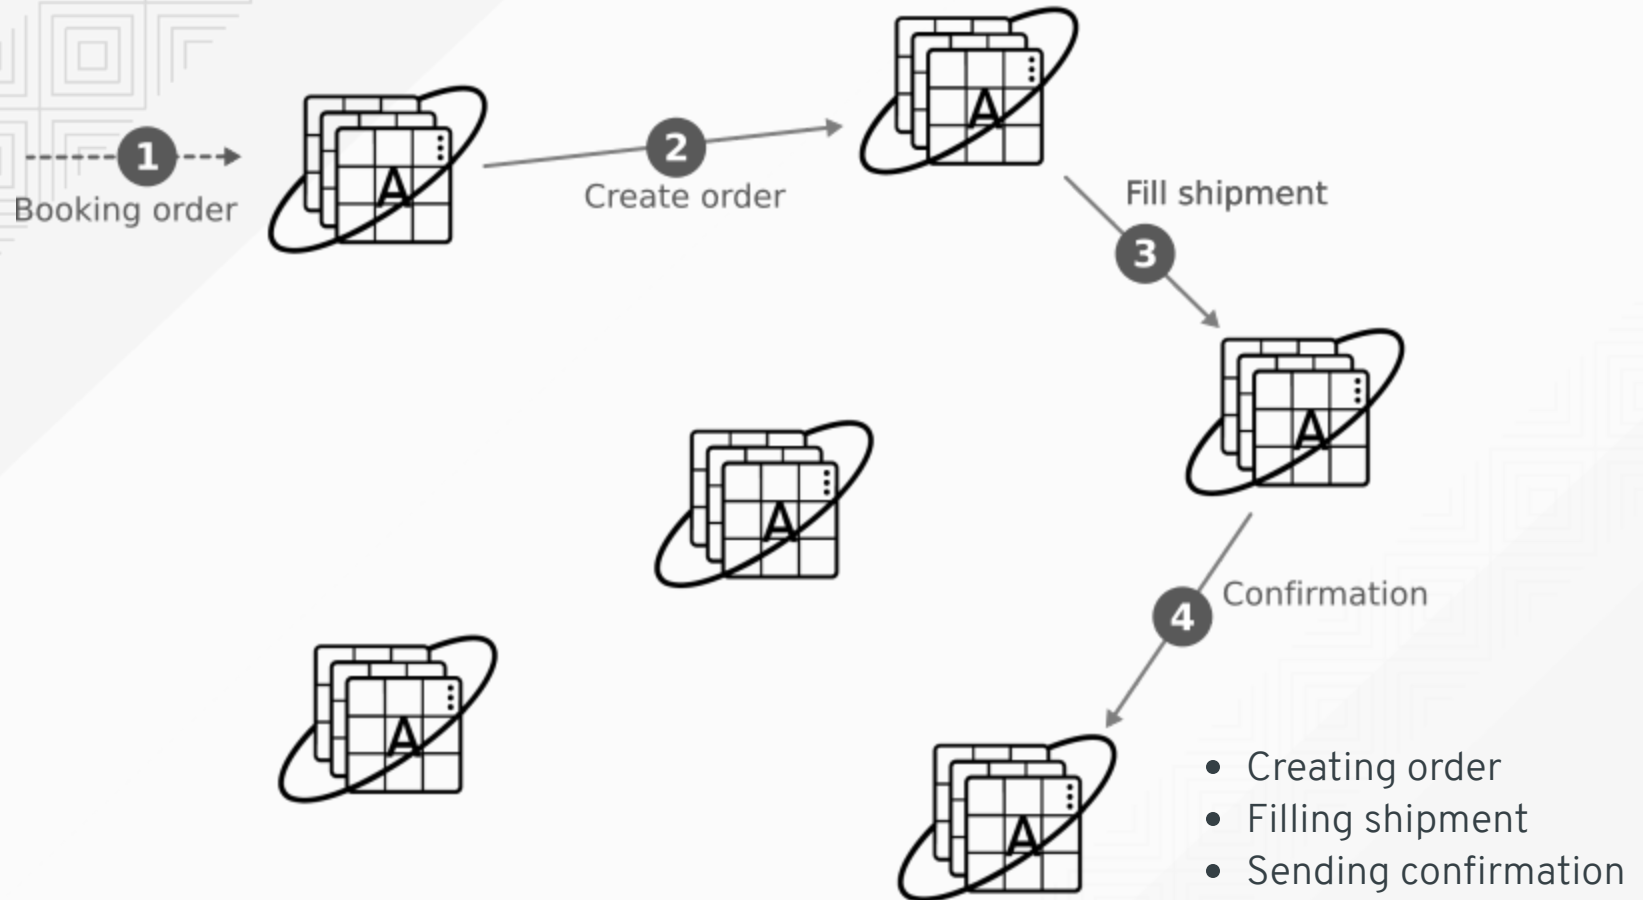 1
Booking order
A
2
Create order
A
Fill shipment
3
A
A
4
Confirmation
A
A
• Creating order
• Filling shipment
• Sending confirmation